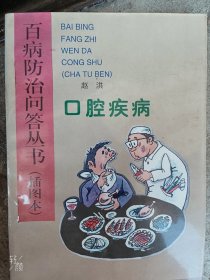 百病防治问答丛书
(插图本)
BAI BING
FANG ZHI
WEN DA
CONG SHU
(CHA TU BEN)
赵洪
口腔疾病